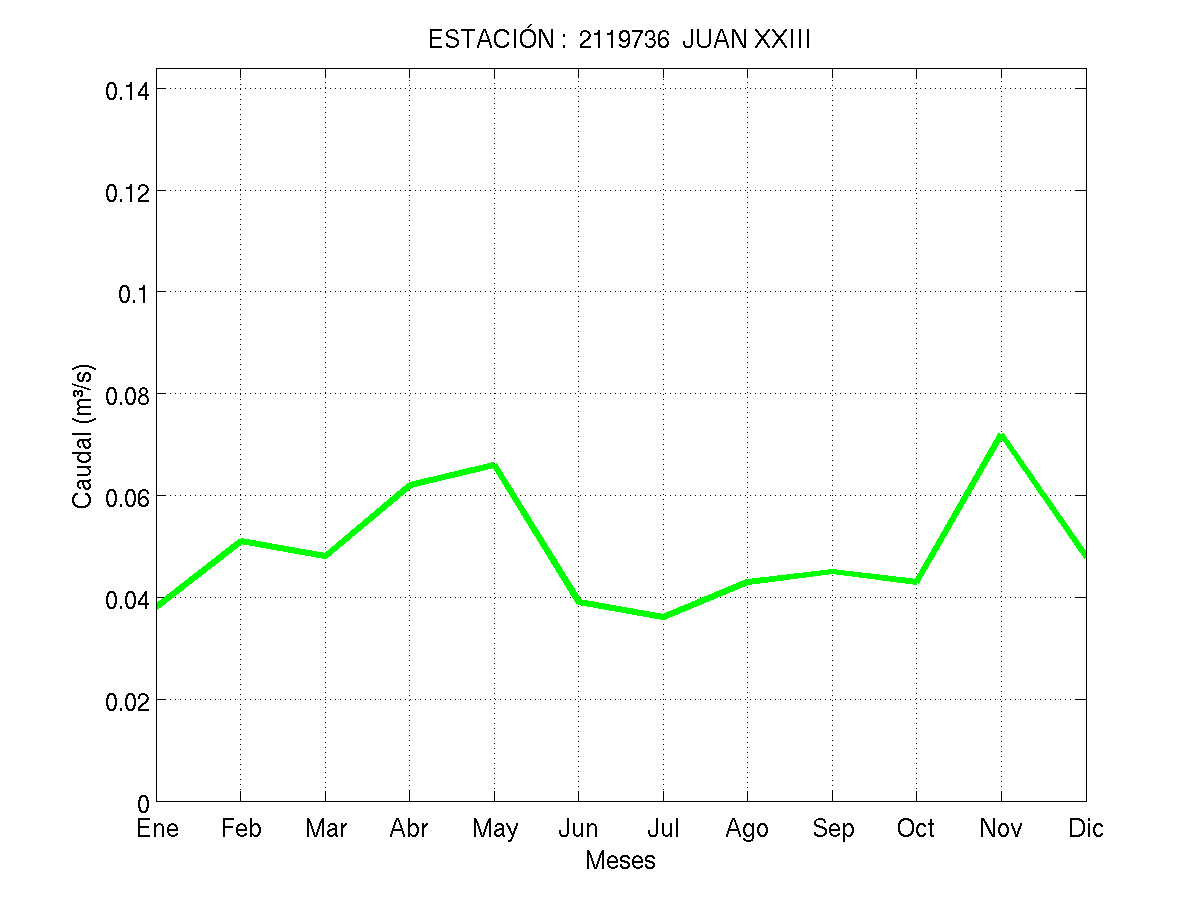 ESTACIÓN : 2119736 JUAN XXIII
0.14
0.12
0.1
0.08
0.06
0.04
0.02
0
Caudal (m³/s)
Ene Feb Mar Abr May Jun Jul Ago Sep Oct Nov Dic
Meses